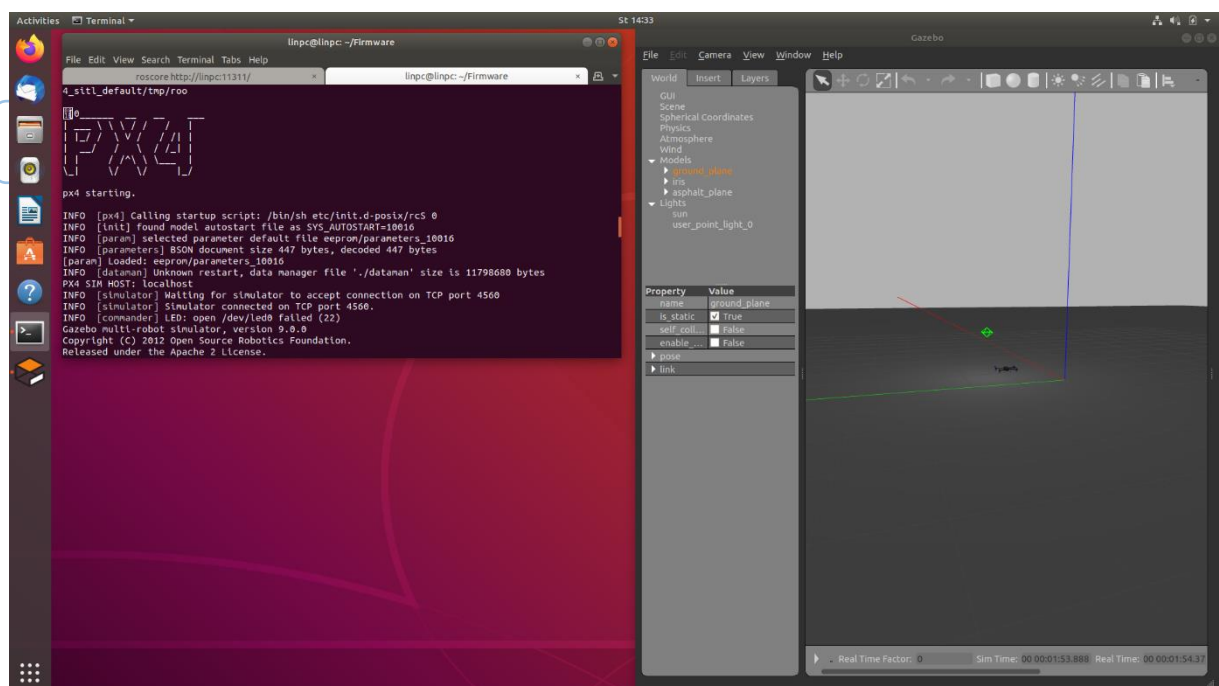 Activities Terminal St 14:33
linpc@linpc: ~/Firmware
File Edit View Search Terminal Tabs Help
roscore http://linpc:11311/ × linpc@linpc: ~/Firmware ×
4_sitl_default/tmp/roo
px4 starting.
INFO [px4] Calling startup script: /bin/sh etc/init.d-posix/rcS 0
INFO [init] found model autostart file as SYS_AUTOSTART=10016
INFO [param] selected parameter default file eeprom/parameters_10016
INFO [parameters] BSON document size 447 bytes, decoded 447 bytes
[param] Loaded: eeprom/parameters_10016
INFO [dataman] Unknown restart, data manager file './dataman' size is 11798680 bytes
PX4 SIM HOST: localhost
INFO [simulator] Waiting for simulator to accept connection on TCP port 4560
INFO [simulator] Simulator connected on TCP port 4560.
INFO [commander] LED: open /dev/led0 failed (22)
Gazebo multi-robot simulator, version 9.0.0
Copyright (C) 2012 Open Source Robotics Foundation.
Released under the Apache 2 License.
Gazebo
File Edit Camera View Window Help
World Insert Layers
GUI
Scene
Spherical Coordinates
Physics
Atmosphere
Wind
Models
ground_plane
iris
asphalt_plane
Lights
sun
user_point_light_0
Property Value
name ground_plane
is_static True
self_coll... False
enable_... False
pose
link
Real Time Factor: 0 Sim Time: 00 00:01:53.888 Real Time: 00 00:01:54.37